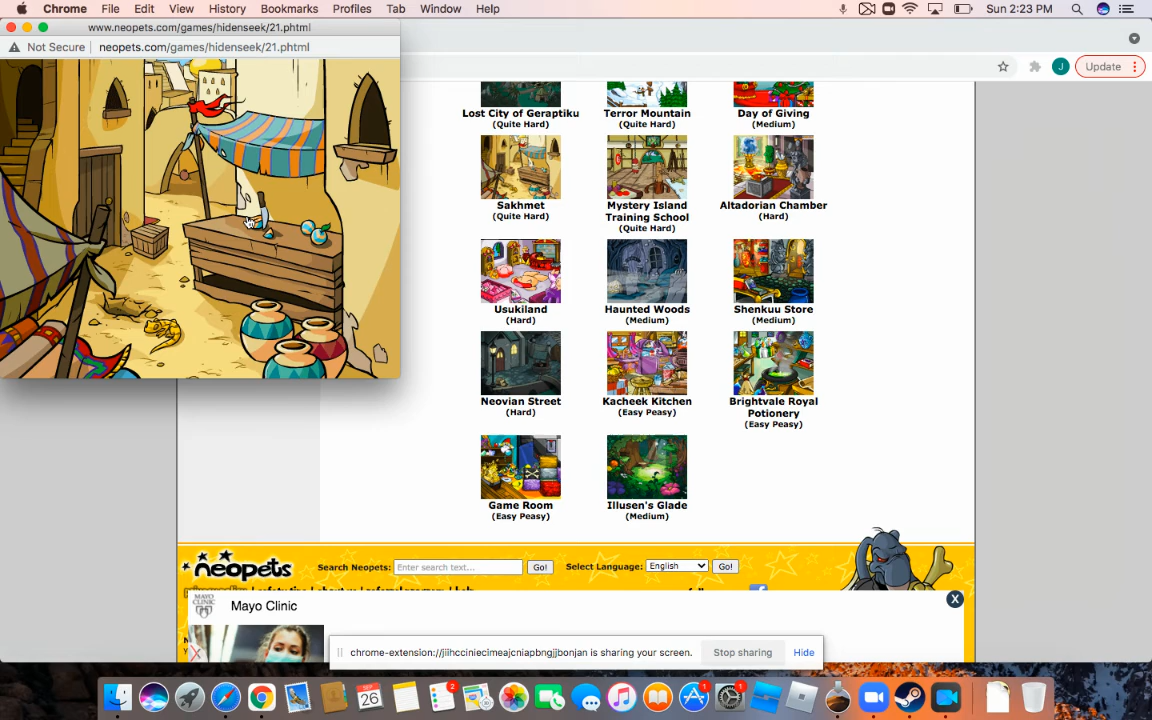 Chrome File Edit View History Bookmarks Profiles Tab Window Help Sun 2:23 PM
www.neopets.com/games/hidenseek/21.phtml
Not Secure neopets.com/games/hidenseek/21.phtml
J Update
Lost City of Geraptiku
(Quite Hard)
Terror Mountain
(Quite Hard)
Day of Giving
(Medium)
Sakhmet
(Quite Hard)
Mystery Island
Training School
(Quite Hard)
Altadorian Chamber
(Hard)
Usukiland
(Hard)
Haunted Woods
(Medium)
Shenkuu Store
(Medium)
Neovian Street
(Hard)
Kacheek Kitchen
(Easy Peasy)
Brightvale Royal
Potionery
(Easy Peasy)
Game Room
(Easy Peasy)
Illusen's Glade
(Medium)
neopets Search Neopets: Enter search text... Go! Select Language: English Go!
MAYO
CLINIC
Mayo Clinic
X
chrome-extension://jiihcciniecimeajcniapbngjjbonjan is sharing your screen. Stop sharing Hide
26
2
1
1